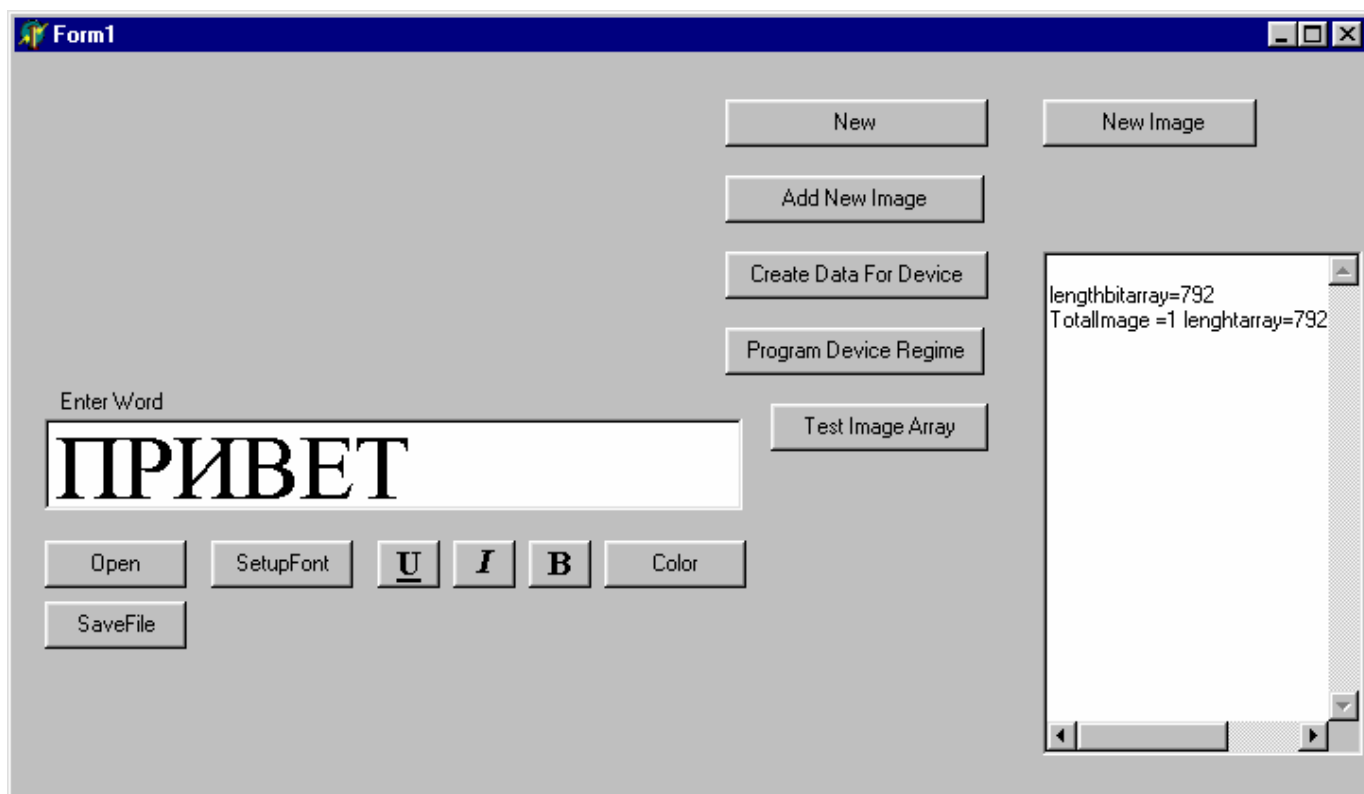 Form1
New
New Image
Add New Image
Create Data For Device
lengthbitarray=792
TotalImage =1 lenghtarray=792
Program Device Regime
Enter Word
Test Image Array
ПРИВЕТ
Open
SetupFont
U
I
B
Color
SaveFile